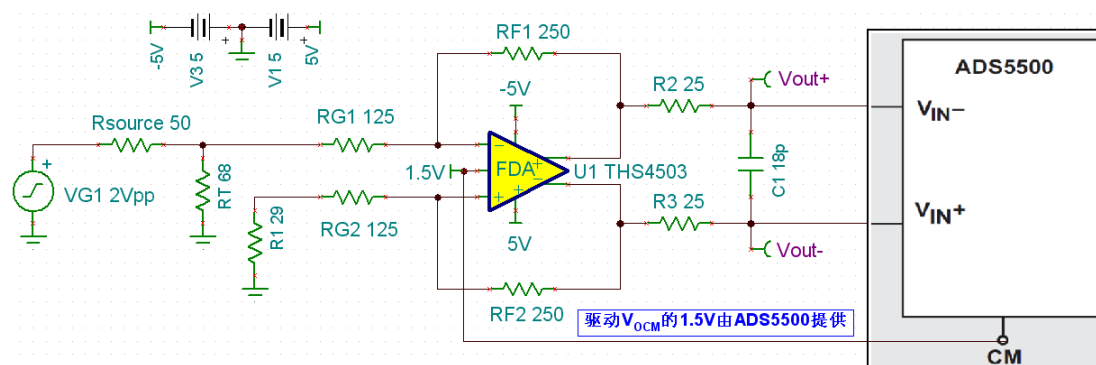 -5V
V3 5
+
V1 5
+
5V
RF1 250
ADS5500
R2 25
Vout+
-5V
VIN−
Rsource 50
RG1 125
+
VG1 2Vpp
RT 68
1.5V
−
FDA
+
+
−
U1 THS4503
C1 18p
R1 29
RG2 125
5V
R3 25
VIN+
Vout-
RF2 250
驱动VOCM的1.5V由ADS5500提供
CM